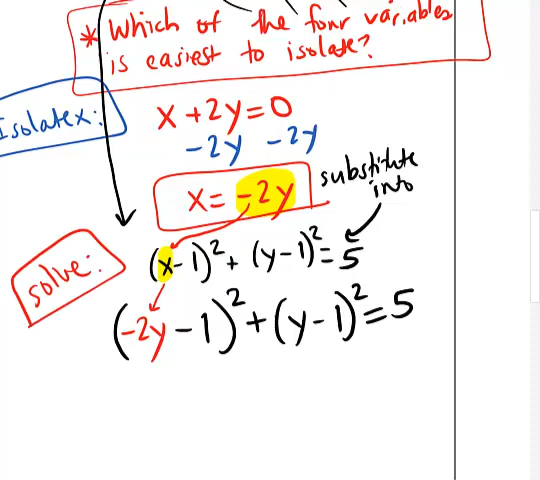 * Which of the four variables
is easiest to isolate?
Isolate x:
x + 2y = 0
-2y -2y
x = -2y
substitute
into
solve:
(x - 1)² + (y - 1)² = 5
(-2y - 1)² + (y - 1)² = 5